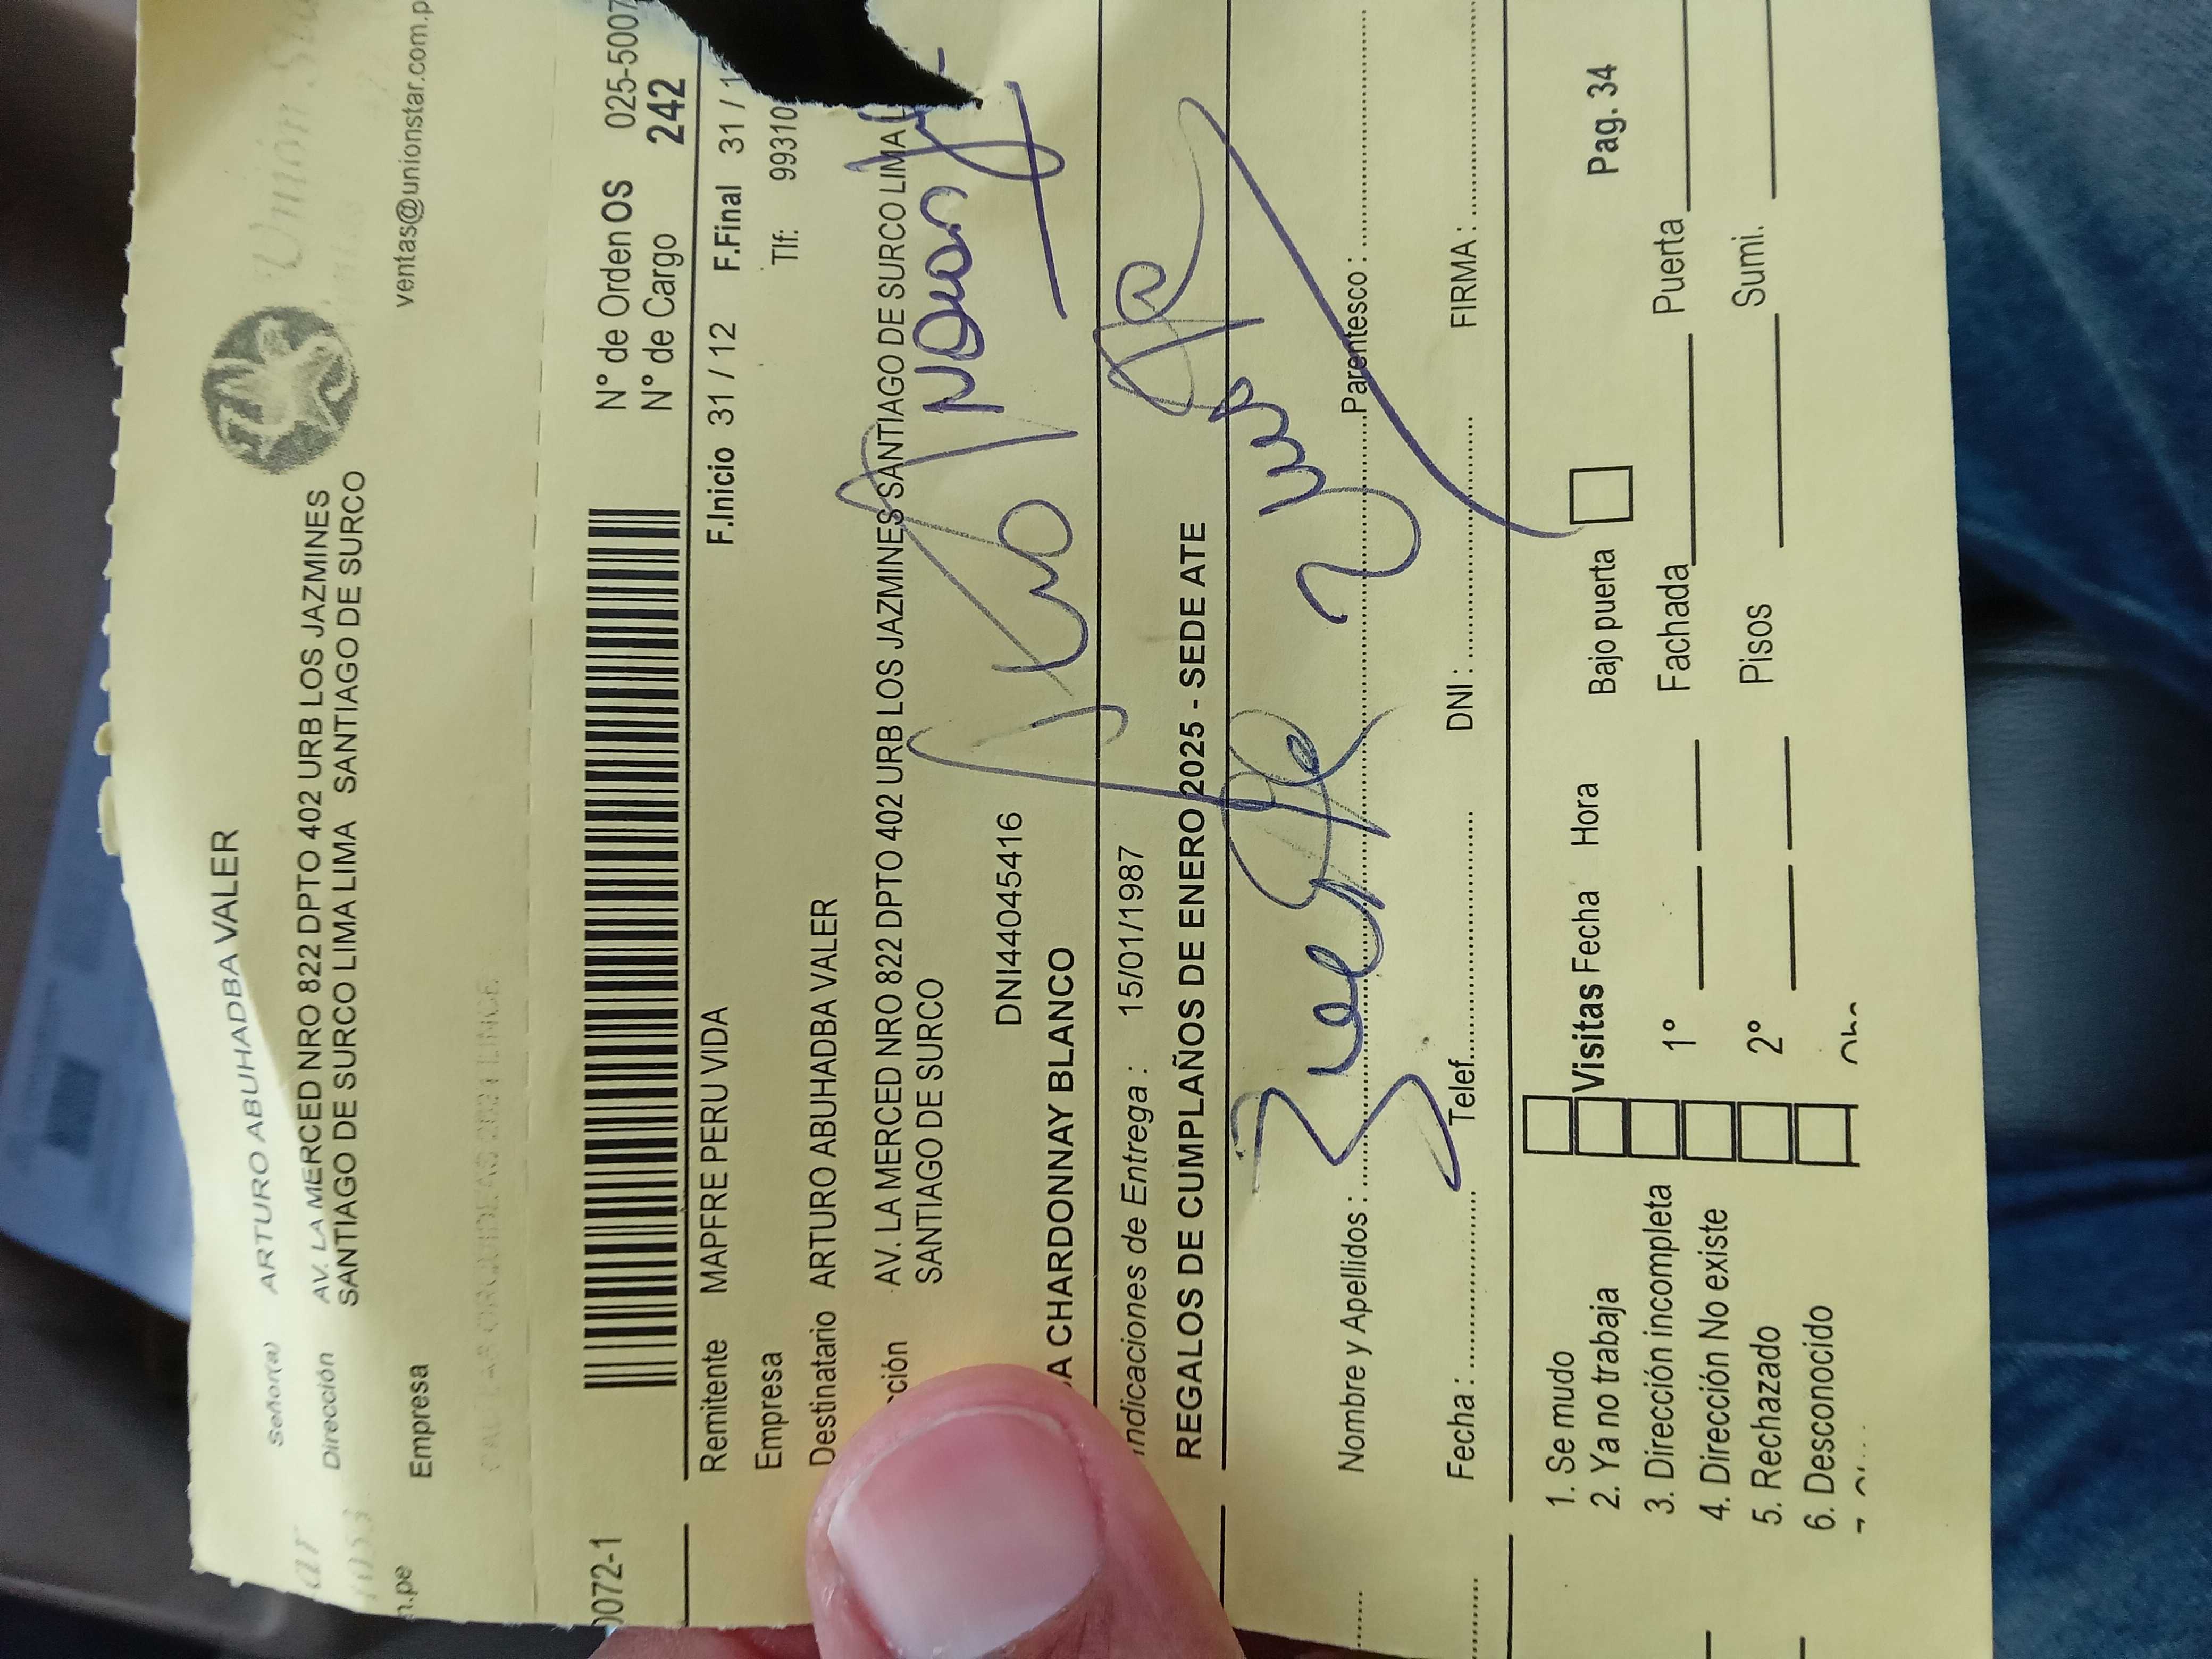 Señor(a) ARTURO ABUHADBA VALER
Dirección AV. LA MERCED NRO 822 DPTO 402 URB LOS JAZMINES
SANTIAGO DE SURCO LIMA LIMA SANTIAGO DE SURCO
Union
n.pe Empresa ventas@unionstar.com.p
0072-1
N° de Orden OS 025-5007
N° de Cargo 242
Remitente MAPFRE PERU VIDA F.Inicio 31 / 12 F.Final 31 / 1
Empresa Tlf: 99310
Destinatario ARTURO ABUHADBA VALER
cción AV. LA MERCED NRO 822 DPTO 402 URB LOS JAZMINES SANTIAGO DE SURCO LIMA
SANTIAGO DE SURCO
DNI44045416
A CHARDONNAY BLANCO
Indicaciones de Entrega : 15/01/1987
REGALOS DE CUMPLAÑOS DE ENERO 2025 - SEDE ATE
Nombre y Apellidos : Parentesco :
Fecha : Telef. DNI : FIRMA :
1. Se mudo
2. Ya no trabaja Visitas Fecha Hora Bajo puerta Pag. 34
3. Dirección incompleta 1° Fachada Puerta
4. Dirección No existe
5. Rechazado 2° Pisos Sumi.
6. Desconocido